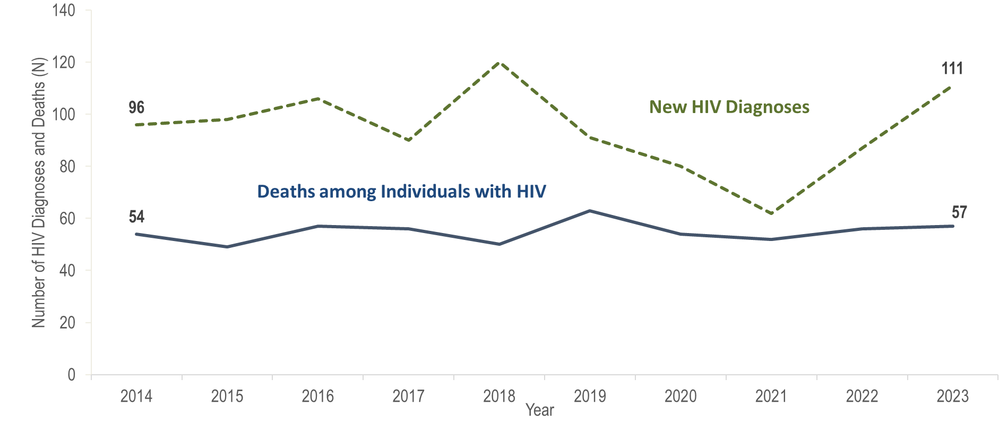 140
120
100
80
60
40
20
0
Number of HIV Diagnoses and Deaths (N)
96
111
New HIV Diagnoses
Deaths among Individuals with HIV
54
57
2014 2015 2016 2017 2018 2019 2020 2021 2022 2023
Year